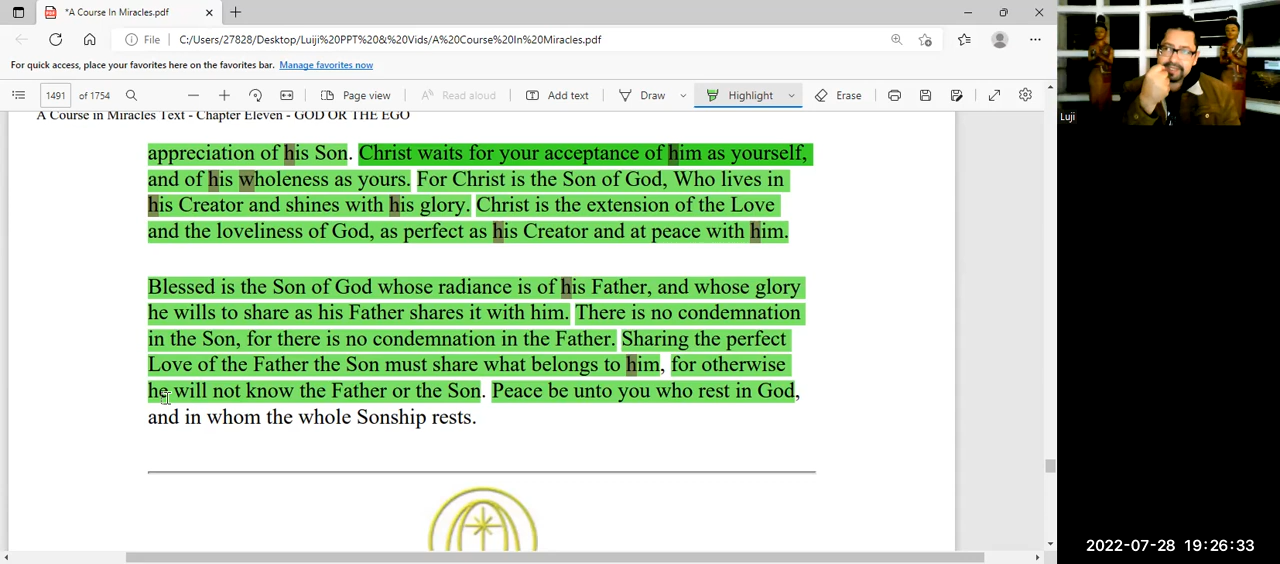 *A Course In Miracles.pdf
File C:/Users/27828/Desktop/Luiji%20PPT%20&%20Vids/A%20Course%20In%20Miracles.pdf
For quick access, place your favorites here on the favorites bar. Manage favorites now
1491 of 1754 Page view Read aloud Add text Draw Highlight Erase
A Course in Miracles Text - Chapter Eleven - GOD OR THE EGO
appreciation of his Son. Christ waits for your acceptance of him as yourself,
and of his wholeness as yours. For Christ is the Son of God, Who lives in
his Creator and shines with his glory. Christ is the extension of the Love
and the loveliness of God, as perfect as his Creator and at peace with him.
Blessed is the Son of God whose radiance is of his Father, and whose glory
he wills to share as his Father shares it with him. There is no condemnation
in the Son, for there is no condemnation in the Father. Sharing the perfect
Love of the Father the Son must share what belongs to him, for otherwise
he will not know the Father or the Son. Peace be unto you who rest in God,
and in whom the whole Sonship rests.
Luji
2022-07-28 19:26:33